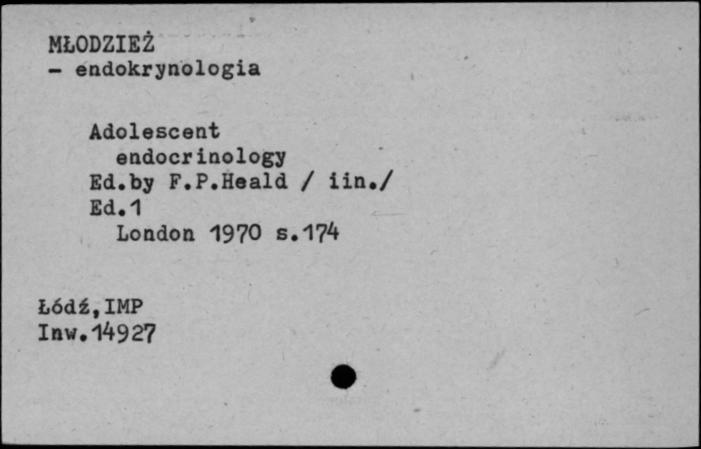 MŁODZIEŻ
- endokrynologia
Adolescent
endocrinology
Ed.by F.P.Heald / iin./
Ed.1
London 1970 s.174
Łódź,IMP
Inw.14927